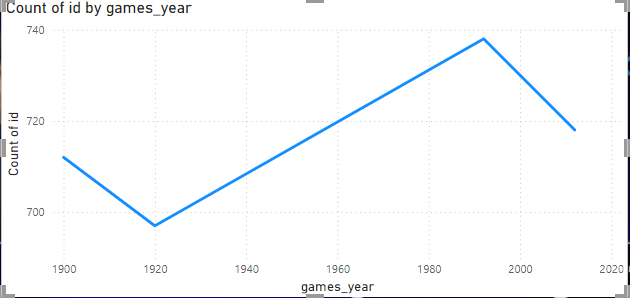 Count of id by games_year
740
720
700
Count of id
1900 1920 1940 1960 1980 2000 2020
games_year